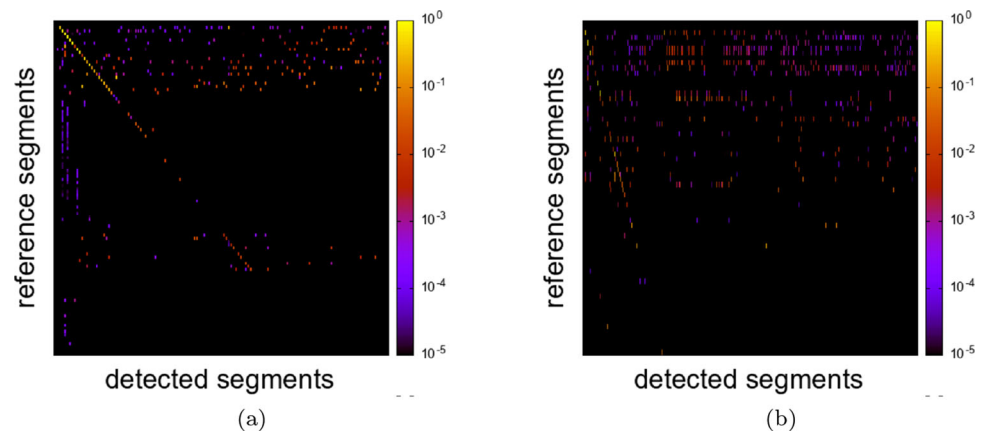 reference segments
10^0
10^-1
10^-2
10^-3
10^-4
10^-5
detected segments
(a)
reference segments
10^0
10^-1
10^-2
10^-3
10^-4
10^-5
detected segments
(b)